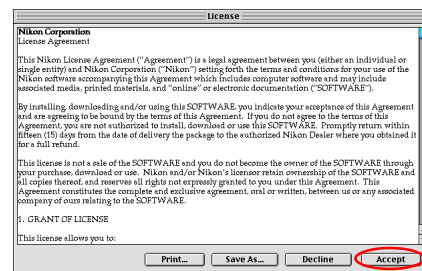 License
Nikon Corporation
License Agreement
This Nikon License Agreement ("Agreement") is a legal agreement between you (either an individual or
single entity) and Nikon Corporation ("Nikon") setting forth the terms and conditions for your use of the
Nikon software accompanying this Agreement which includes computer software and may include
associated media, printed materials, and "online" or electronic documentation ("SOFTWARE").
By installing, downloading and/or using this SOFTWARE, you indicate your acceptance of this Agreement
and are agreeing to be bound by the terms of this Agreement. If you do not agree to the terms of this
Agreement, you are not authorized to install, download or use this SOFTWARE. Promptly return within
fifteen (15) days from the date of delivery the package to the authorized Nikon Dealer where you obtained it
for a full refund.
This license is not a sale of the SOFTWARE and you do not become the owner of the SOFTWARE through
your purchase, download or use. Nikon and/or Nikon's licensor retain ownership of the SOFTWARE and
all copies thereof, and reserves all rights not expressly granted to you under this Agreement. This
Agreement constitutes the complete and exclusive agreement, oral or written, between us or any associated
company of ours relating to the SOFTWARE.
1. GRANT OF LICENSE
This license allows you to:
Print... Save As... Decline Accept